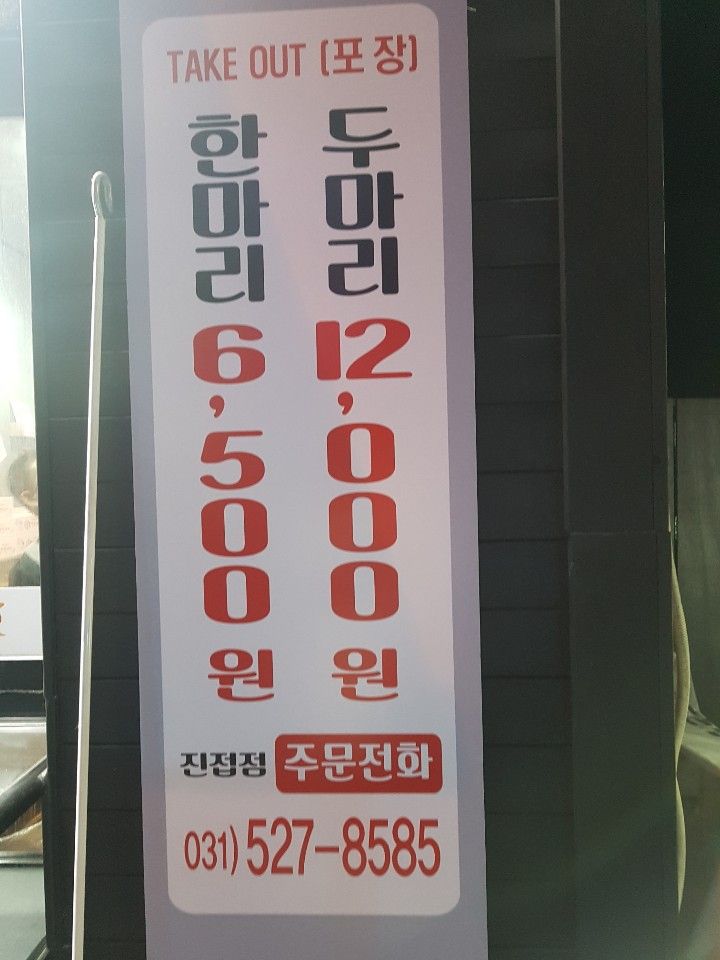 TAKE OUT (포장)
한마리 6,500원
두마리 12,000원
진접점 주문전화
031) 527-8585